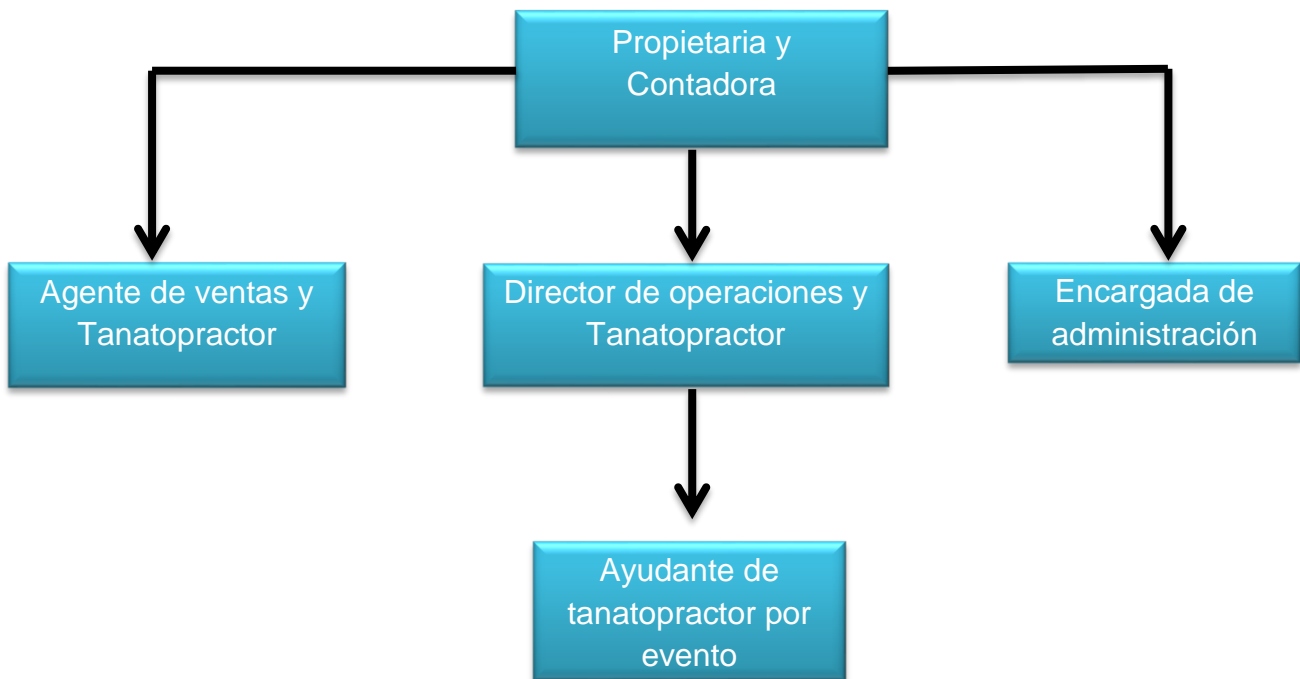 Propietaria y
Contadora
Agente de ventas y
Tanatopractor
Director de operaciones y
Tanatopractor
Encargada de
administración
Ayudante de
tanatopractor por
evento